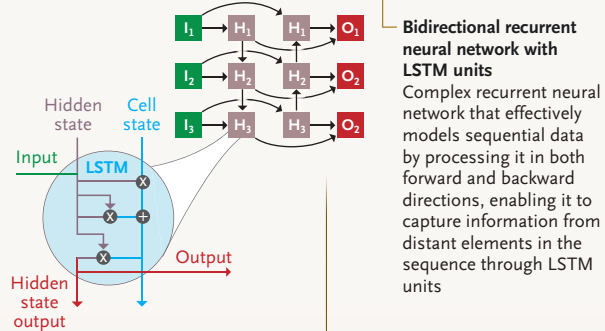 I1 H1 H1 O1
I2 H2 H2 O2
I3 H3 H3 O3
Hidden
state
Cell
state
Input
LSTM
X
X +
X
Output
Hidden
state
output
Bidirectional recurrent
neural network with
LSTM units
Complex recurrent neural
network that effectively
models sequential data
by processing it in both
forward and backward
directions, enabling it to
capture information from
distant elements in the
sequence through LSTM
units